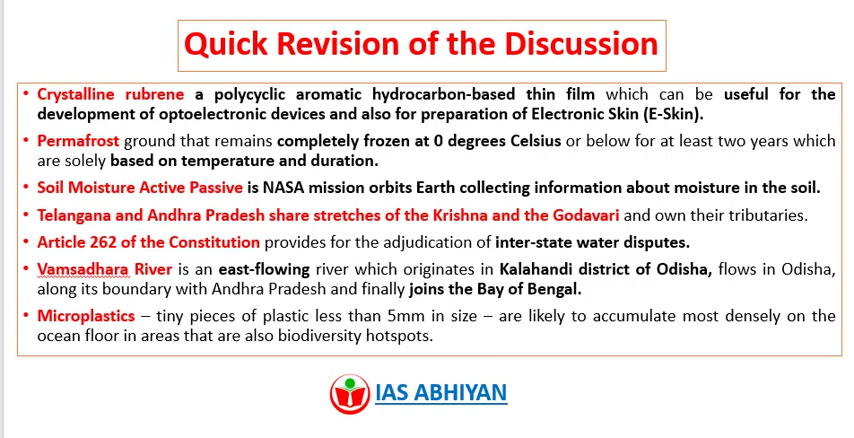 Quick Revision of the Discussion
• Crystalline rubrene a polycyclic aromatic hydrocarbon-based thin film which can be useful for the
development of optoelectronic devices and also for preparation of Electronic Skin (E-Skin).
• Permafrost ground that remains completely frozen at 0 degrees Celsius or below for at least two years which
are solely based on temperature and duration.
• Soil Moisture Active Passive is NASA mission orbits Earth collecting information about moisture in the soil.
• Telangana and Andhra Pradesh share stretches of the Krishna and the Godavari and own their tributaries.
• Article 262 of the Constitution provides for the adjudication of inter-state water disputes.
• Vamsadhara River is an east-flowing river which originates in Kalahandi district of Odisha, flows in Odisha,
along its boundary with Andhra Pradesh and finally joins the Bay of Bengal.
• Microplastics – tiny pieces of plastic less than 5mm in size – are likely to accumulate most densely on the
ocean floor in areas that are also biodiversity hotspots.
IAS ABHIYAN